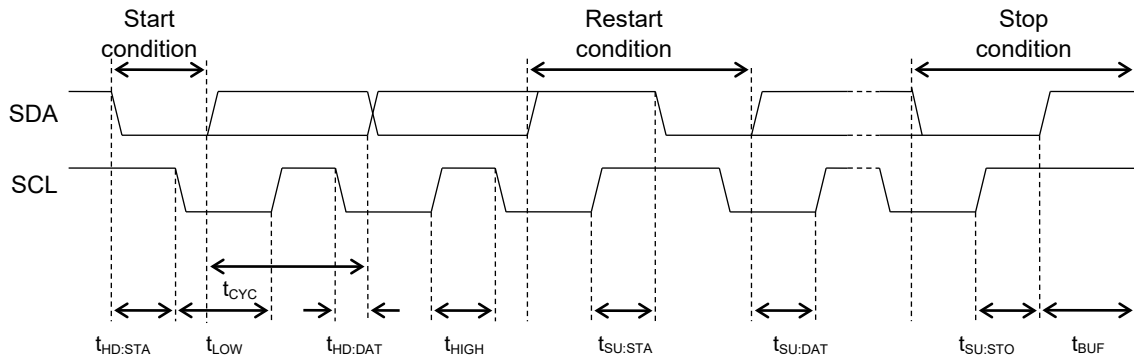 Start condition
Restart condition
Stop condition
SDA
SCL
tCYC
tHD:STA
tLOW
tHD:DAT
tHIGH
tSU:STA
tSU:DAT
tSU:STO
tBUF